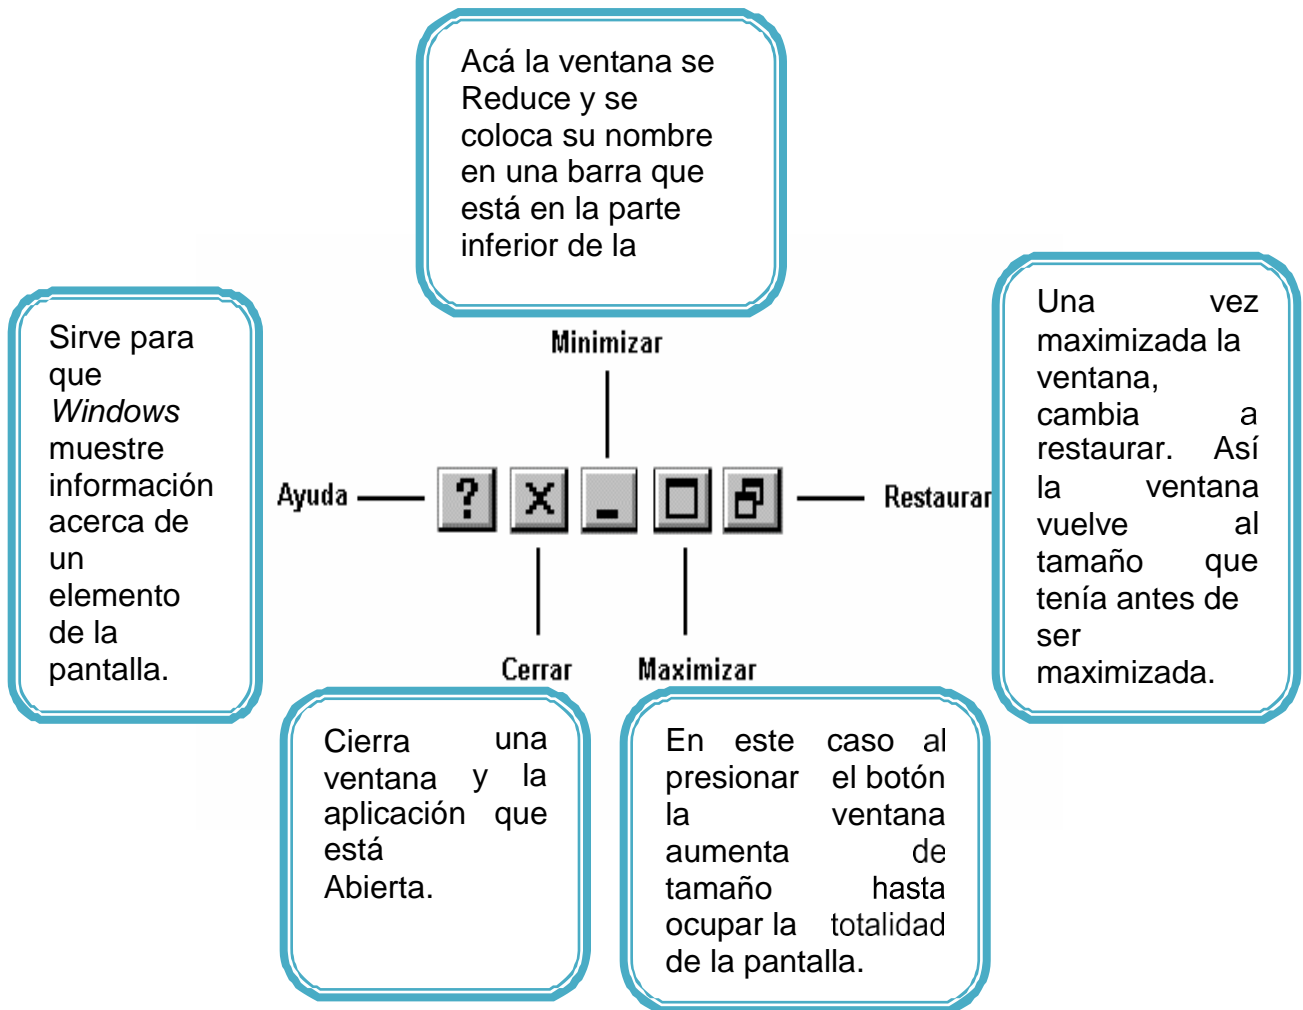 Acá la ventana se
Reduce y se
coloca su nombre
en una barra que
está en la parte
inferior de la
Minimizar
Sirve para
que
Windows
muestre
información
acerca de
un
elemento
de la
pantalla.
Ayuda
?
Restaurar
Una vez
maximizada la
ventana,
cambia a
restaurar. Así
la ventana
vuelve al
tamaño que
tenía antes de
ser
maximizada.
Cerrar
Cierra una
ventana y la
aplicación que
está
Abierta.
Maximizar
En este caso al
presionar el botón
la ventana
aumenta de
tamaño hasta
ocupar la totalidad
de la pantalla.